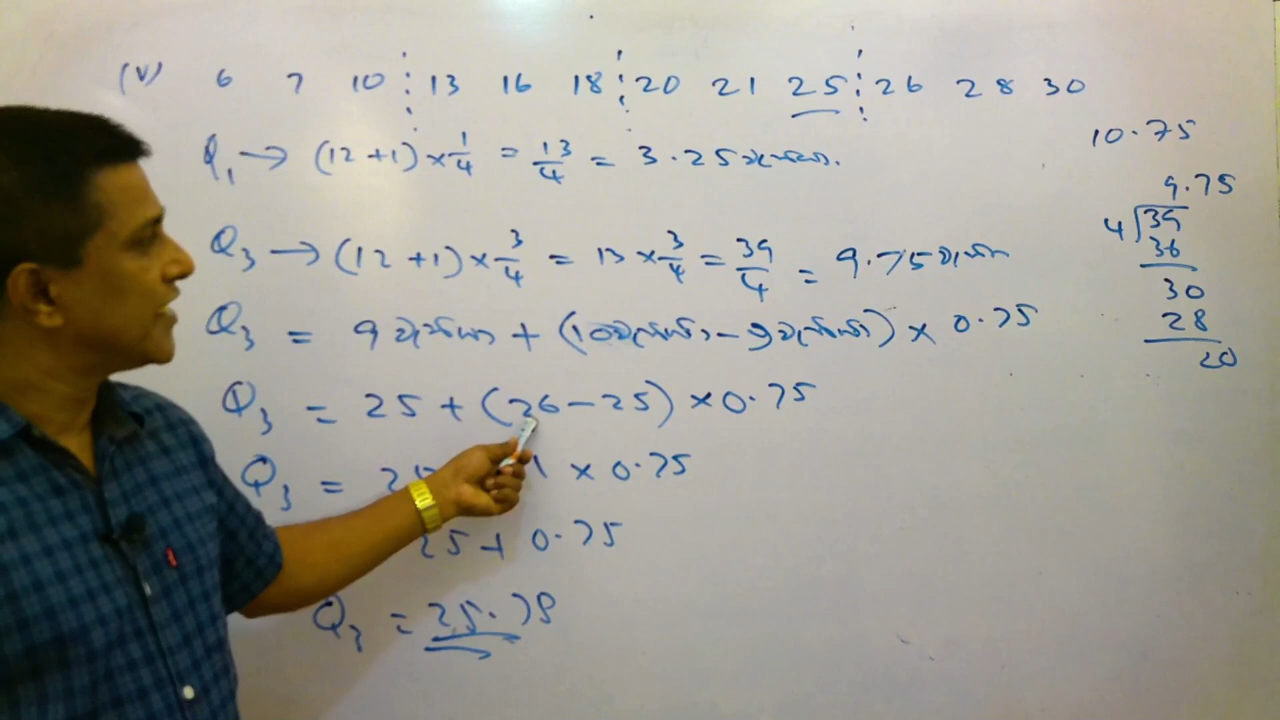 (V) 6 7 10 13 16 18 20 21 25 26 28 30
Q₁ → (12 + 1) × 1/4 = 13/4 = 3.25
Q₃ → (12 + 1) × 3/4 = 13 × 3/4 = 39/4 = 9.75
Q₃ = 9 + (10 - 9) × 0.75
Q₃ = 25 + (26 - 25) × 0.75
Q₃ = 1 × 0.75
25 + 0.75
Q₃ = 25.75
10.75
9.75
4 39
36
30
28
20